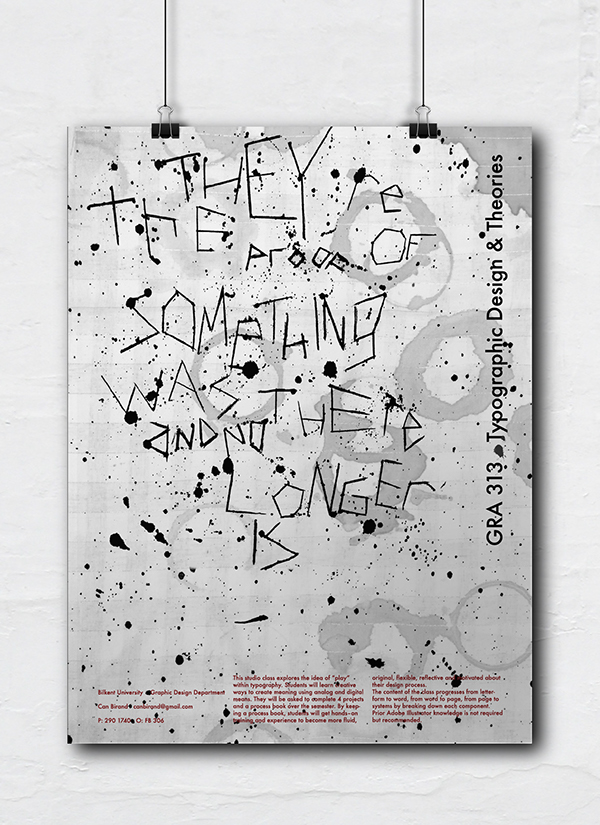 THEY're
THE
prooF OF
SOMETHING
WAS THErE
aND NO
LONGEr
IS
GRA 313 Typographic Design & Theories
Bilkent University Graphic Design Department
Can Birand canbirand@gmail.com
P: 290 1760 O: FB 306
This studio class explores the idea of "play"
within typography. Students will learn creative
ways to create meaning using analog and digital
means. They will be asked to complete 4 projects
and a process book over the semester. By keep-
ing a process book, students will get hands-on
training and experience to become more fluid,
original, flexible, reflective and motivated about
their design process.
The content of the class progresses from letter-
form to word, from word to page, from page to
systems by breaking down each component.
Prior Adobe Illustrator knowledge is not required
but recommended.